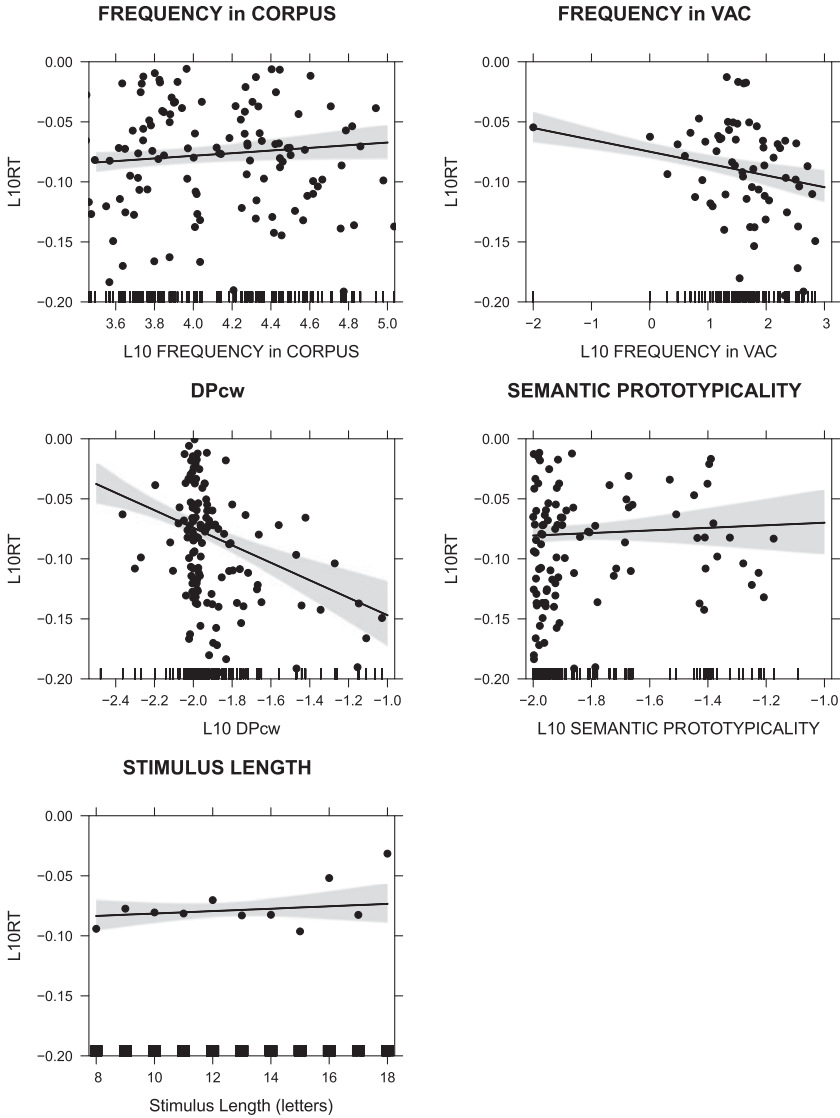 FREQUENCY in CORPUS
FREQUENCY in VAC
0.00
−0.05
−0.10
−0.15
−0.20
L10RT
3.6 3.8 4.0 4.2 4.4 4.6 4.8 5.0
L10 FREQUENCY in CORPUS
0.00
−0.05
−0.10
−0.15
−0.20
L10RT
−2 −1 0 1 2 3
L10 FREQUENCY in VAC
DPcw
SEMANTIC PROTOTYPICALITY
0.00
−0.05
−0.10
−0.15
−0.20
L10RT
−2.4 −2.2 −2.0 −1.8 −1.6 −1.4 −1.2 −1.0
L10 DPcw
0.00
−0.05
−0.10
−0.15
−0.20
L10RT
−2.0 −1.8 −1.6 −1.4 −1.2 −1.0
L10 SEMANTIC PROTOTYPICALITY
STIMULUS LENGTH
0.00
−0.05
−0.10
−0.15
−0.20
L10RT
8 10 12 14 16 18
Stimulus Length (letters)